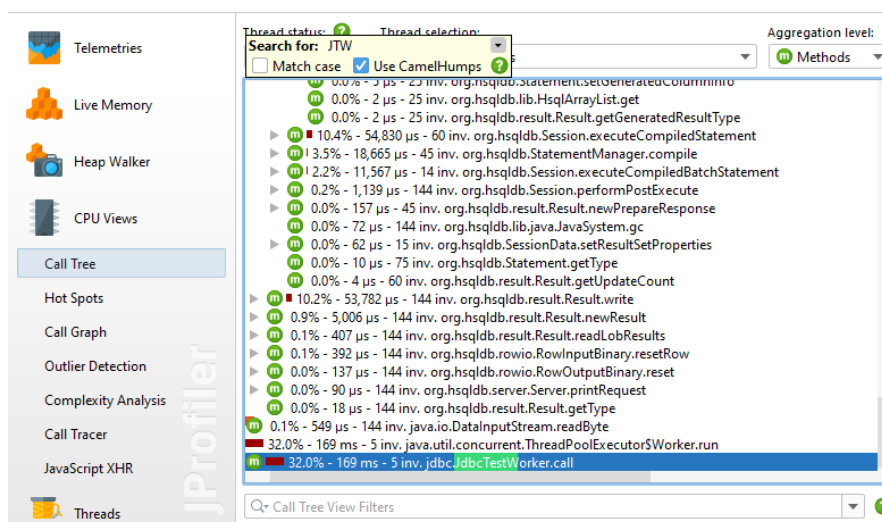 Telemetries
Live Memory
Heap Walker
CPU Views
Call Tree
Hot Spots
Call Graph
Outlier Detection
Complexity Analysis
Call Tracer
JavaScript XHR
Threads
JProfiler
Thread status:
Thread selection:
Aggregation level:
Search for: JTW
Match case
Use CamelHumps
Methods
0.0% - 3 µs - 25 inv. org.hsqldb.Statement.setGeneratedColumnInfo
0.0% - 2 µs - 25 inv. org.hsqldb.lib.HsqlArrayList.get
0.0% - 2 µs - 25 inv. org.hsqldb.result.Result.getGeneratedResultType
10.4% - 54,830 µs - 60 inv. org.hsqldb.Session.executeCompiledStatement
3.5% - 18,665 µs - 45 inv. org.hsqldb.StatementManager.compile
2.2% - 11,567 µs - 14 inv. org.hsqldb.Session.executeCompiledBatchStatement
0.2% - 1,139 µs - 144 inv. org.hsqldb.Session.performPostExecute
0.0% - 157 µs - 45 inv. org.hsqldb.result.Result.newPrepareResponse
0.0% - 72 µs - 144 inv. org.hsqldb.lib.java.JavaSystem.gc
0.0% - 62 µs - 15 inv. org.hsqldb.SessionData.setResultSetProperties
0.0% - 10 µs - 75 inv. org.hsqldb.Statement.getType
0.0% - 4 µs - 60 inv. org.hsqldb.result.Result.getUpdateCount
10.2% - 53,782 µs - 144 inv. org.hsqldb.result.Result.write
0.9% - 5,006 µs - 144 inv. org.hsqldb.result.Result.newResult
0.1% - 407 µs - 144 inv. org.hsqldb.result.Result.readLobResults
0.1% - 392 µs - 144 inv. org.hsqldb.rowio.RowInputBinary.resetRow
0.0% - 137 µs - 144 inv. org.hsqldb.rowio.RowOutputBinary.reset
0.0% - 90 µs - 144 inv. org.hsqldb.server.Server.printRequest
0.0% - 18 µs - 144 inv. org.hsqldb.result.Result.getType
0.1% - 549 µs - 144 inv. java.io.DataInputStream.readByte
32.0% - 169 ms - 5 inv. java.util.concurrent.ThreadPoolExecutor$Worker.run
32.0% - 169 ms - 5 inv. jdbc.JdbcTestWorker.call
Call Tree View Filters